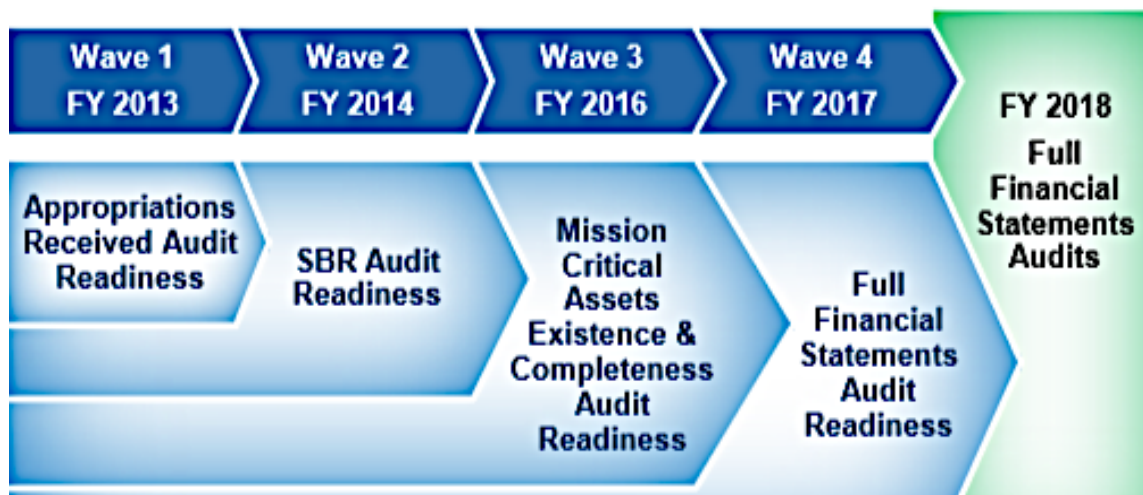 Wave 1
FY 2013
Wave 2
FY 2014
Wave 3
FY 2016
Wave 4
FY 2017
FY 2018
Full
Financial
Statements
Audits
Appropriations
Received Audit
Readiness
SBR Audit
Readiness
Mission
Critical
Assets
Existence &
Completeness
Audit
Readiness
Full
Financial
Statements
Audit
Readiness